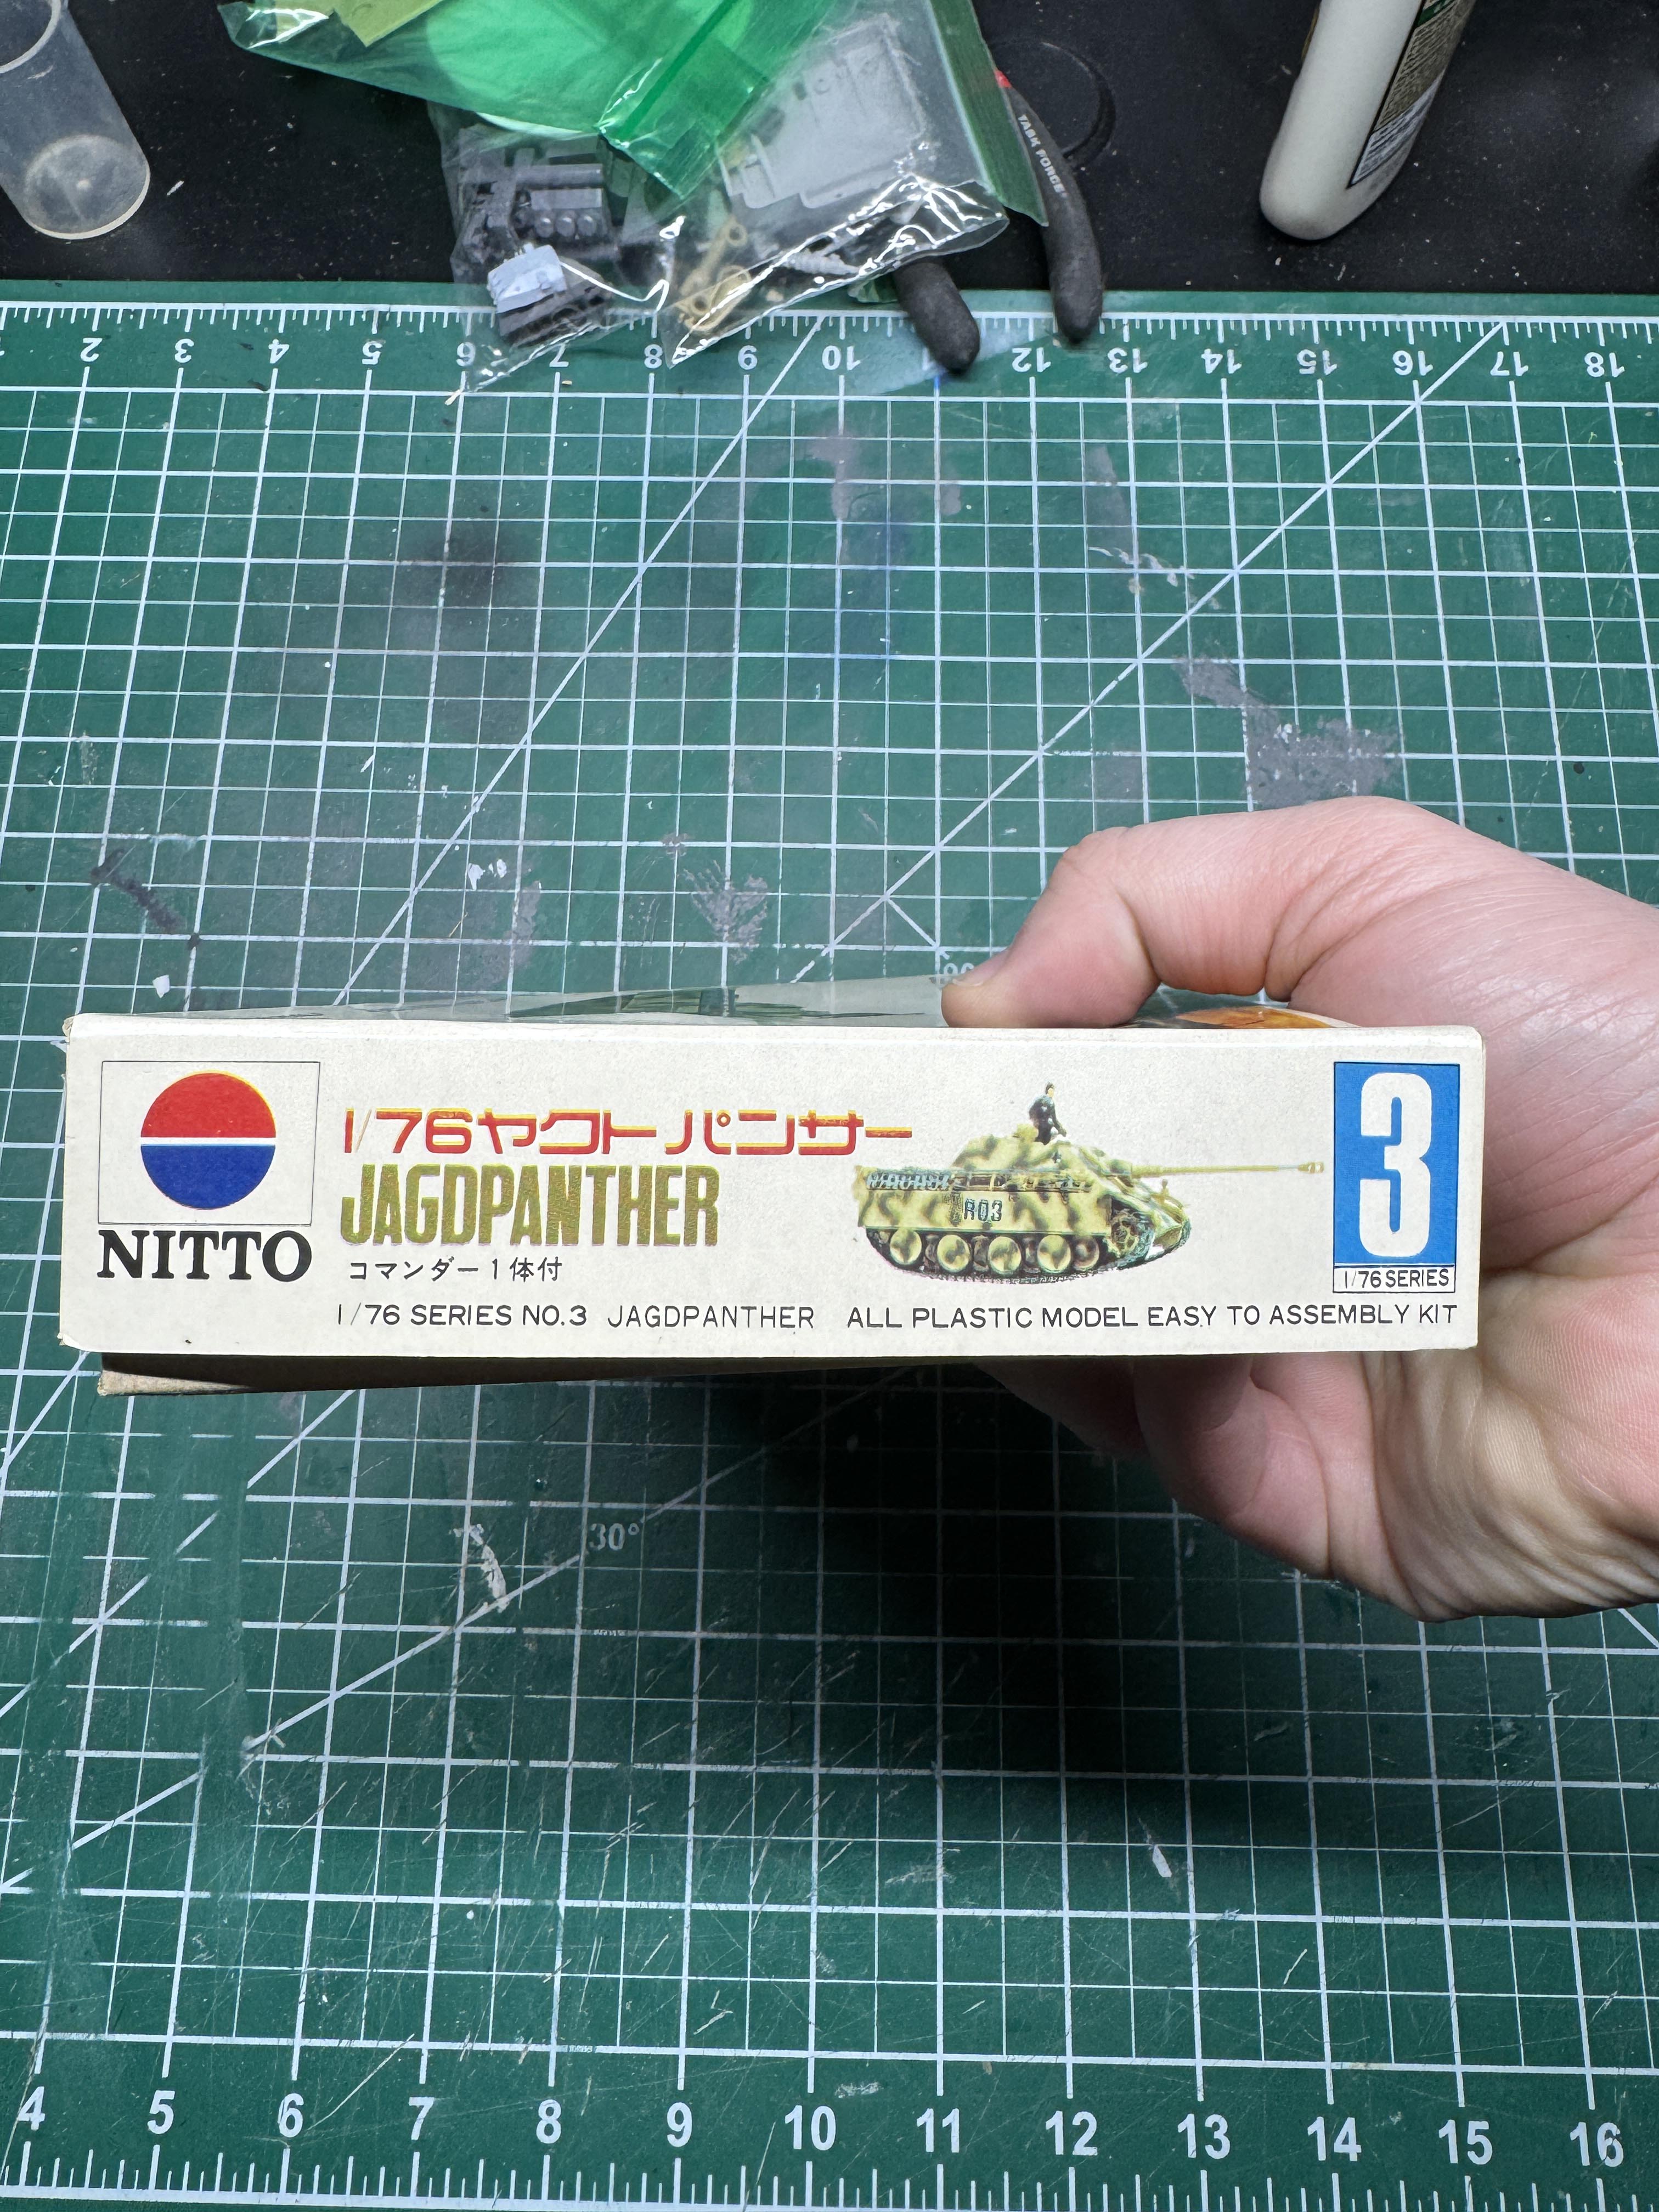 TASK FORCE
2 3 4 5 6 7 8 9 10 11 12 13 14 15 16 17 18
1/76ヤクトパンサー
JAGDPANTHER
コマンダー1体付
NITTO
R03
3
1/76 SERIES
1/76 SERIES NO.3 JAGDPANTHER ALL PLASTIC MODEL EASY TO ASSEMBLY KIT
30°
4 5 6 7 8 9 10 11 12 13 14 15 16